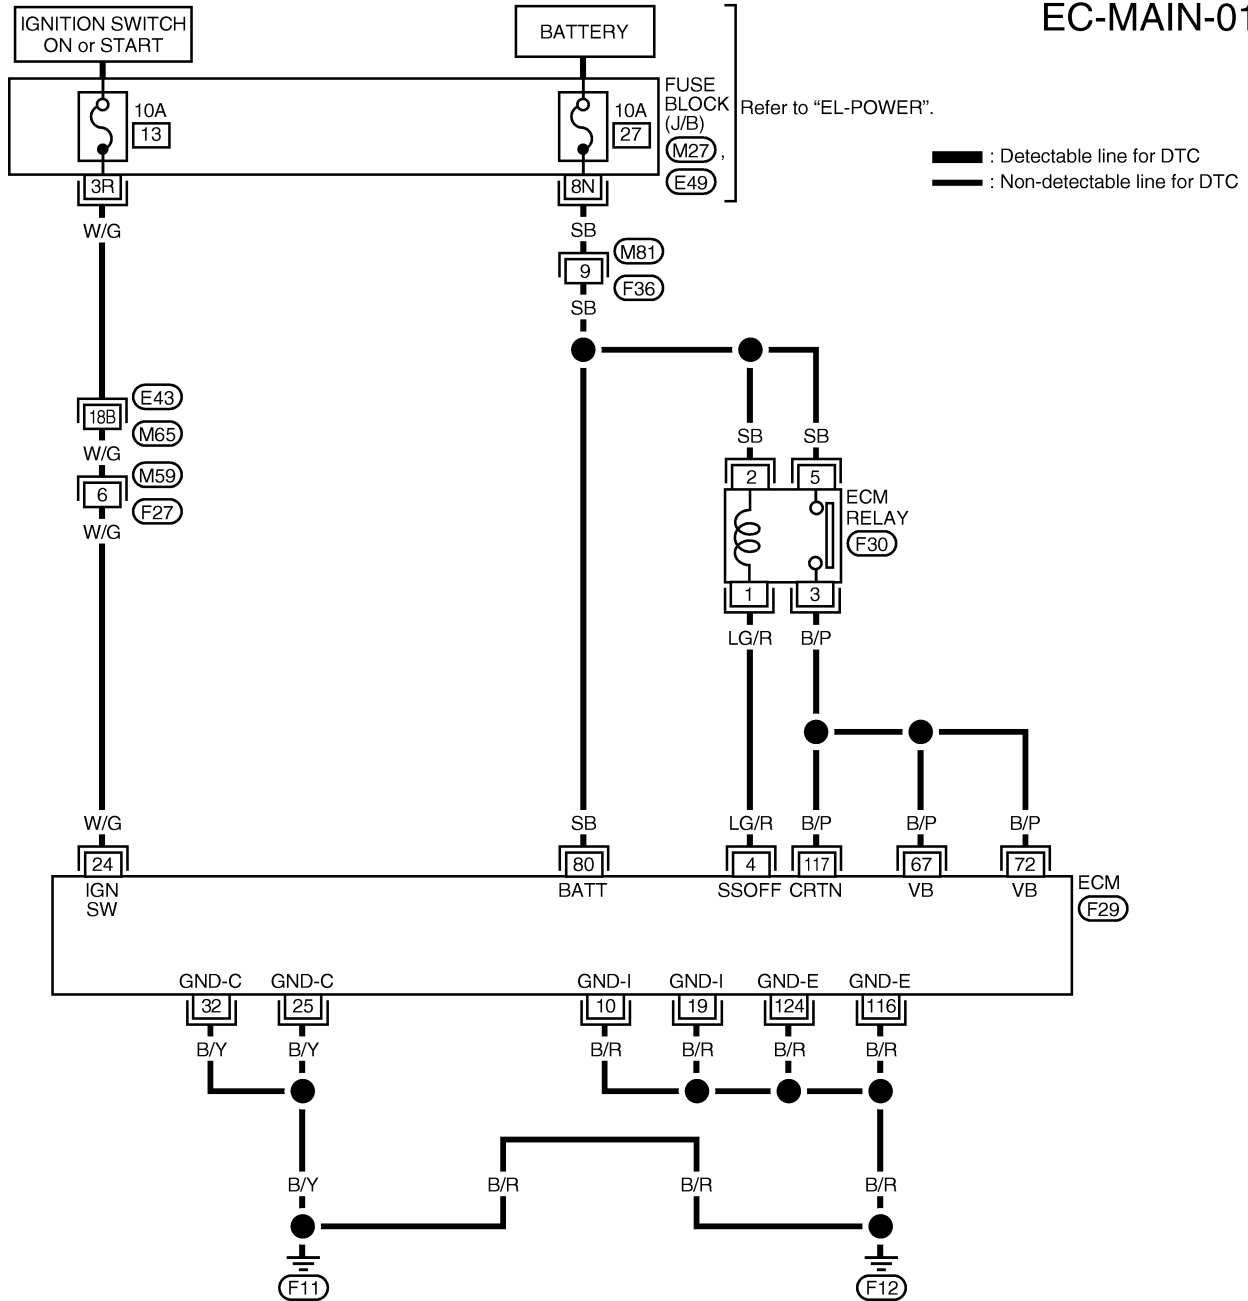 EC-MAIN-01
IGNITION SWITCH
ON or START
BATTERY
10A
13
10A
27
FUSE
BLOCK
(J/B)
M27 ,
E49
Refer to “EL-POWER”.
: Detectable line for DTC
: Non-detectable line for DTC
3R
8N
W/G
SB
9
M81
F36
SB
18B
E43
M65
W/G
6
M59
F27
W/G
SB
SB
2
5
ECM
RELAY
F30
1
3
LG/R
B/P
W/G
SB
LG/R
B/P
B/P
B/P
24
80
4
117
67
72
IGN
SW
BATT
SSOFF
CRTN
VB
VB
ECM
F29
GND-C
GND-C
GND-I
GND-I
GND-E
GND-E
32
25
10
19
124
116
B/Y
B/Y
B/R
B/R
B/R
B/R
B/Y
B/R
B/R
B/R
F11
F12